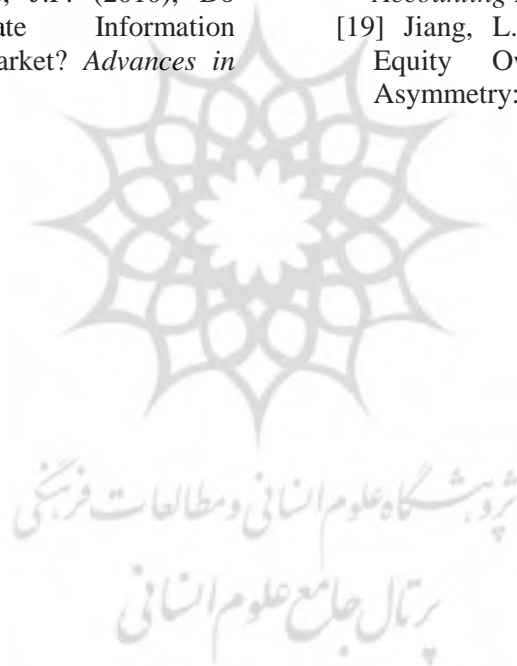 , J.P. (2010), Do
ate Information
arket? Advances in
Accounting
[19] Jiang, L.
Equity Ov
Asymmetry:
پژوهشگاه علوم انسانی و مطالعات فرهنگی
پرتال جامع علوم انسانی